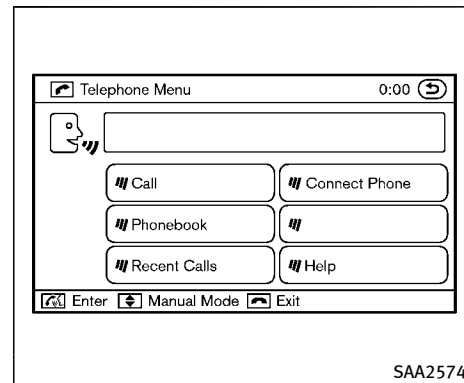 Telephone Menu 0:00
Call Connect Phone
Phonebook
Recent Calls Help
Enter Manual Mode Exit
SAA2574